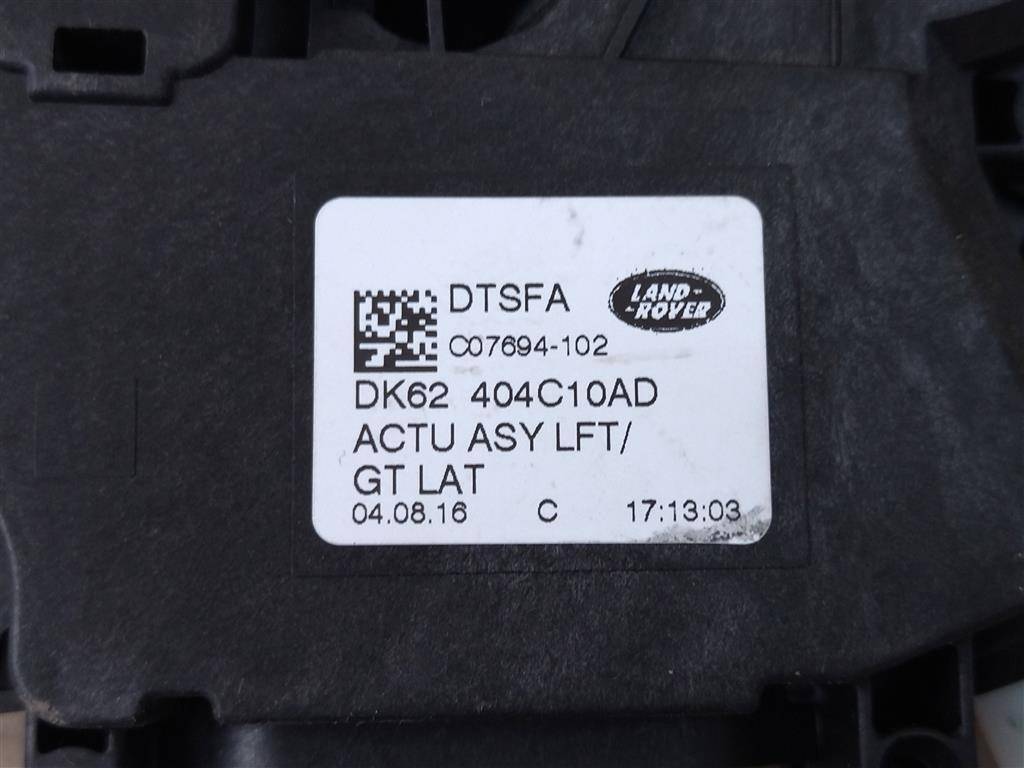 DTSFA
LAND-
-ROVER
C07694-102
DK62 404C10AD
ACTU ASY LFT/
GT LAT
04.08.16 C 17:13:03